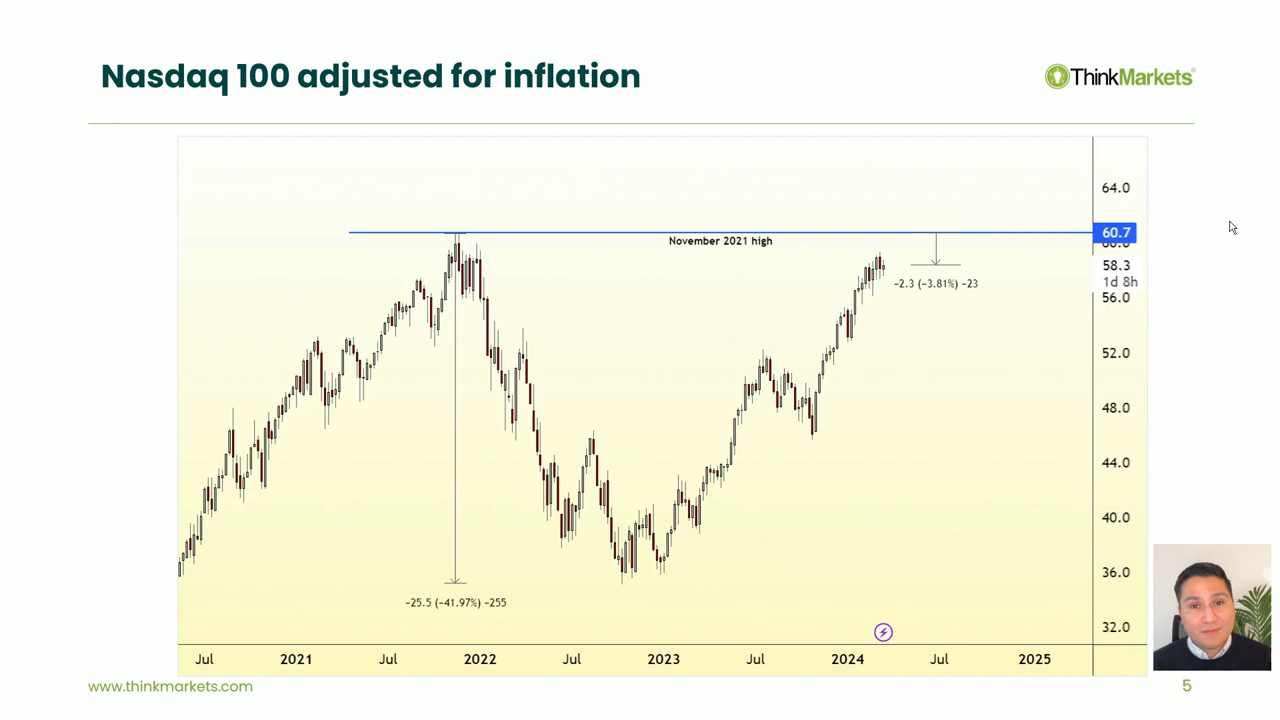 Nasdaq 100 adjusted for inflation
ThinkMarkets
64.0
60.7
60.0
November 2021 high
58.3
1d 8h
−2.3 (−3.81%) −23
56.0
52.0
48.0
44.0
40.0
36.0
−25.5 (−41.97%) −255
32.0
Jul 2021 Jul 2022 Jul 2023 Jul 2024 Jul 2025
www.thinkmarkets.com
5